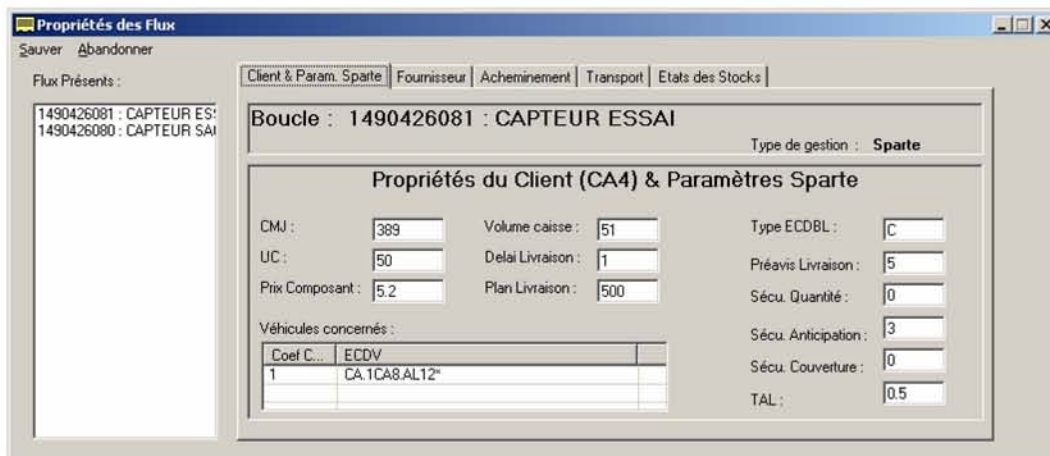 Propriétés des Flux
Sauver Abandonner
Flux Présents :
1490426081 : CAPTEUR ES
1490426080 : CAPTEUR SA
Client & Param. Sparte Fournisseur Acheminement Transport Etats des Stocks
Boucle : 1490426081 : CAPTEUR ESSAI
Type de gestion : Sparte
Propriétés du Client (CA4) & Paramètres Sparte
CMJ : 389 Volume caisse : 51 Type ECDBL : C
UC : 50 Delai Livraison : 1 Préavis Livraison : 5
Prix Composant : 5.2 Plan Livraison : 500 Sécu. Quantité : 0
Sécu. Anticipation : 3
Véhicules concernés :
Sécu. Couverture : 0
Coef C... ECDV
1 CA.1CA8.AL12*
TAL : 0.5